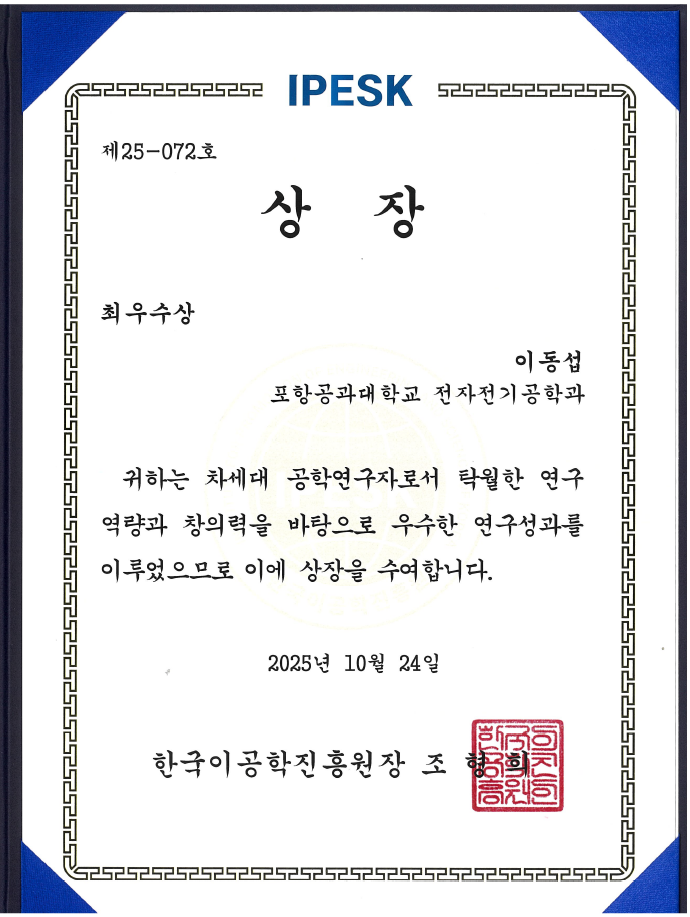 IPESK
제25-072호
상 장
최우수상
이동섭
포항공과대학교 전자전기공학과
귀하는 차세대 공학연구자로서 탁월한 연구
역량과 창의력을 바탕으로 우수한 연구성과를
이루었으므로 이에 상장을 수여합니다.
2025년 10월 24일
한국이공학진흥원장 조 형 희